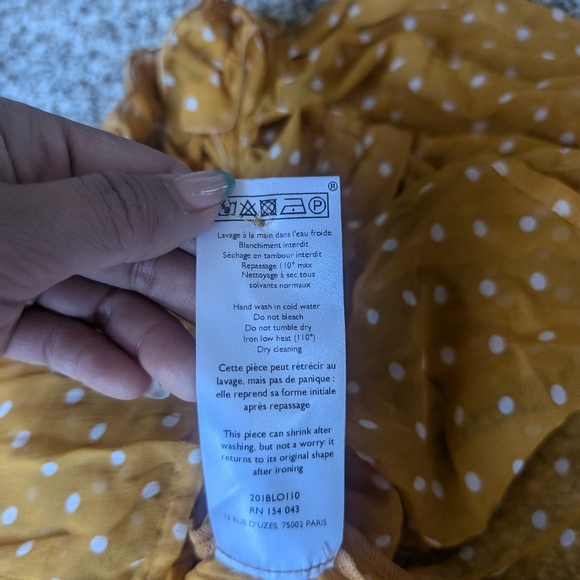 ®
P
Lavage à la main dans l'eau froide
Blanchiment interdit
Séchage en tambour interdit
Repassage 110° max
Nettoyage à sec tous
solvants normaux
Hand wash in cold water
Do not bleach
Do not tumble dry
Iron low heat (110°)
Dry cleaning
Cette pièce peut rétrécir au
lavage, mais pas de panique :
elle reprend sa forme initiale
après repassage
This piece can shrink after
washing, but not a worry: it
returns to its original shape
after ironing
201BLO110
RN 154 043
12 RUE D'UZES, 75002 PARIS